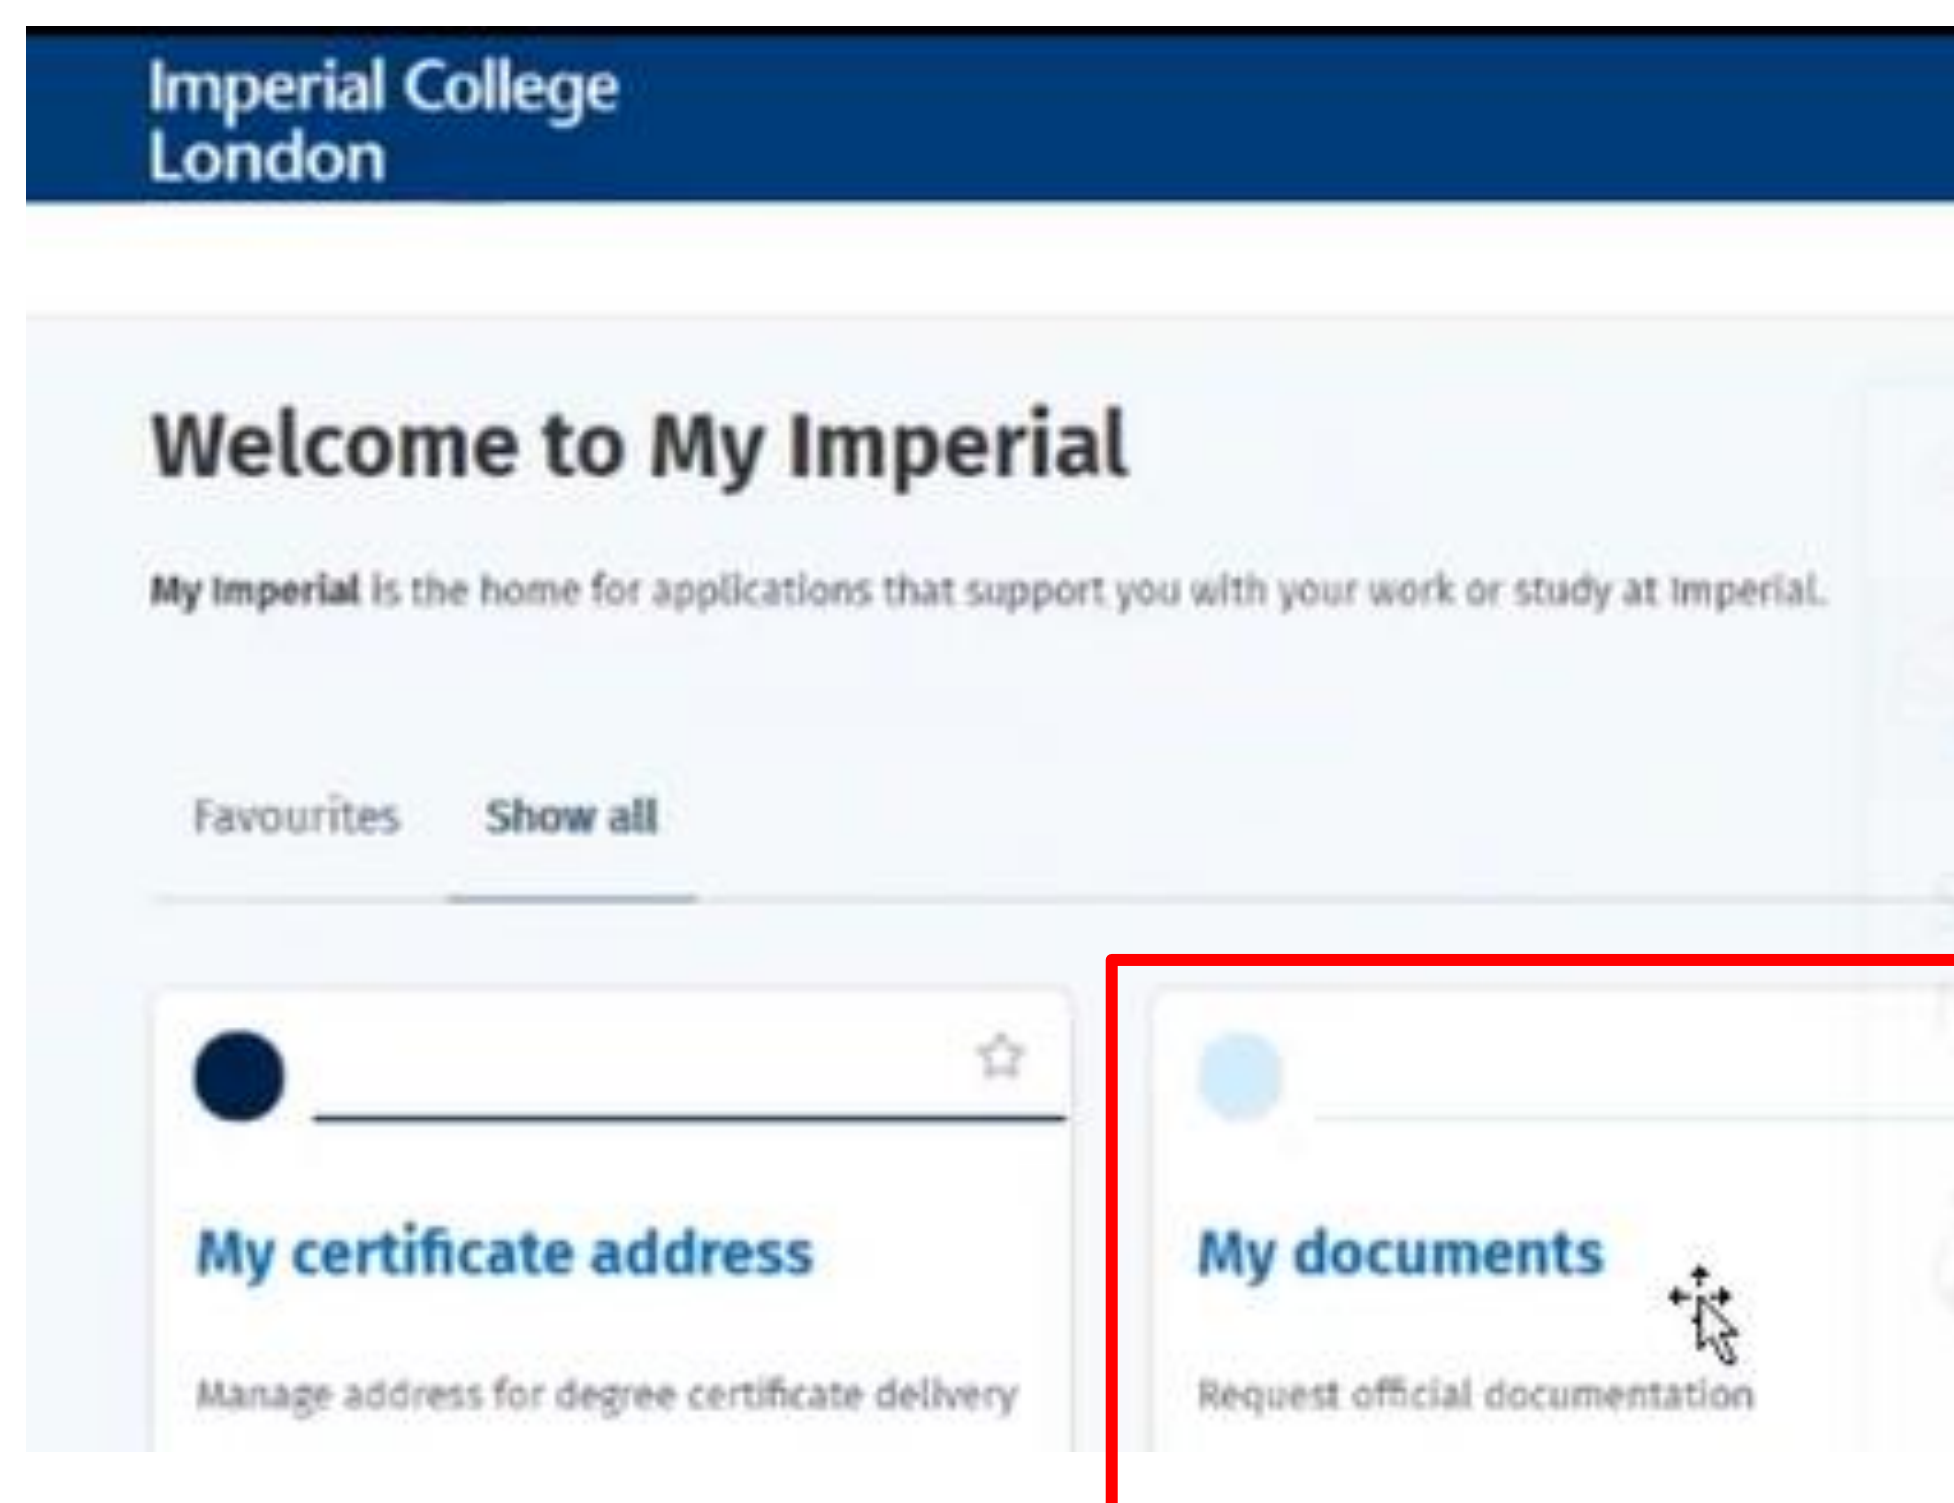 Imperial College
London
Welcome to My Imperial
My Imperial is the home for applications that support you with your work or study at Imperial.
Favourites Show all
My certificate address
Manage address for degree certificate delivery
My documents
Request official documentation